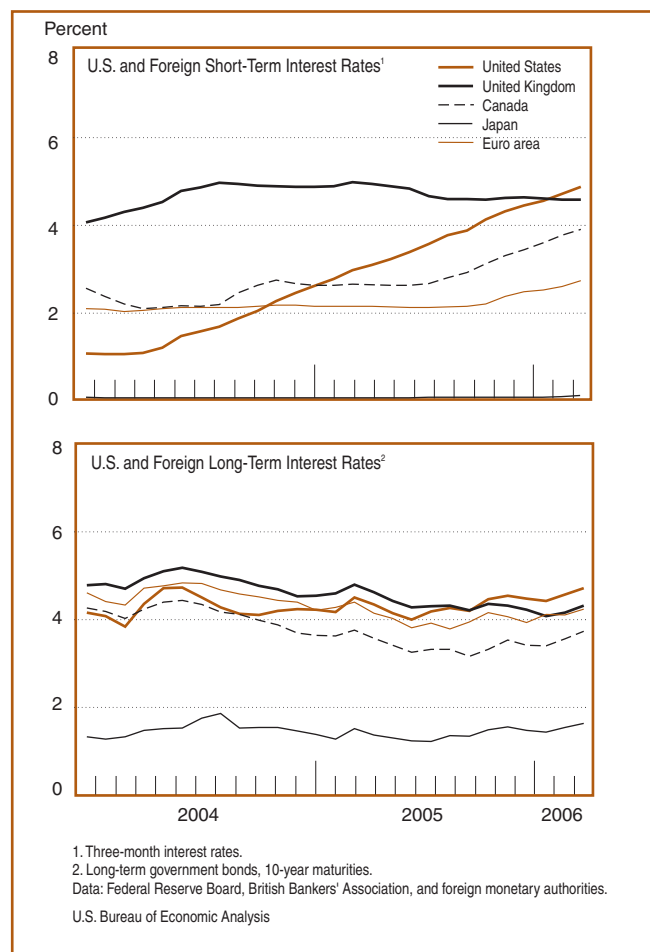 Percent
8
U.S. and Foreign Short-Term Interest Rates¹
United States
United Kingdom
Canada
Japan
Euro area
6
4
2
0
8
U.S. and Foreign Long-Term Interest Rates²
6
4
2
0
2004 2005 2006
1. Three-month interest rates.
2. Long-term government bonds, 10-year maturities.
Data: Federal Reserve Board, British Bankers' Association, and foreign monetary authorities.
U.S. Bureau of Economic Analysis